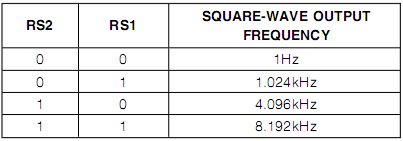 RS2 RS1 SQUARE-WAVE OUTPUT FREQUENCY
0 0 1Hz
0 1 1.024kHz
1 0 4.096kHz
1 1 8.192kHz